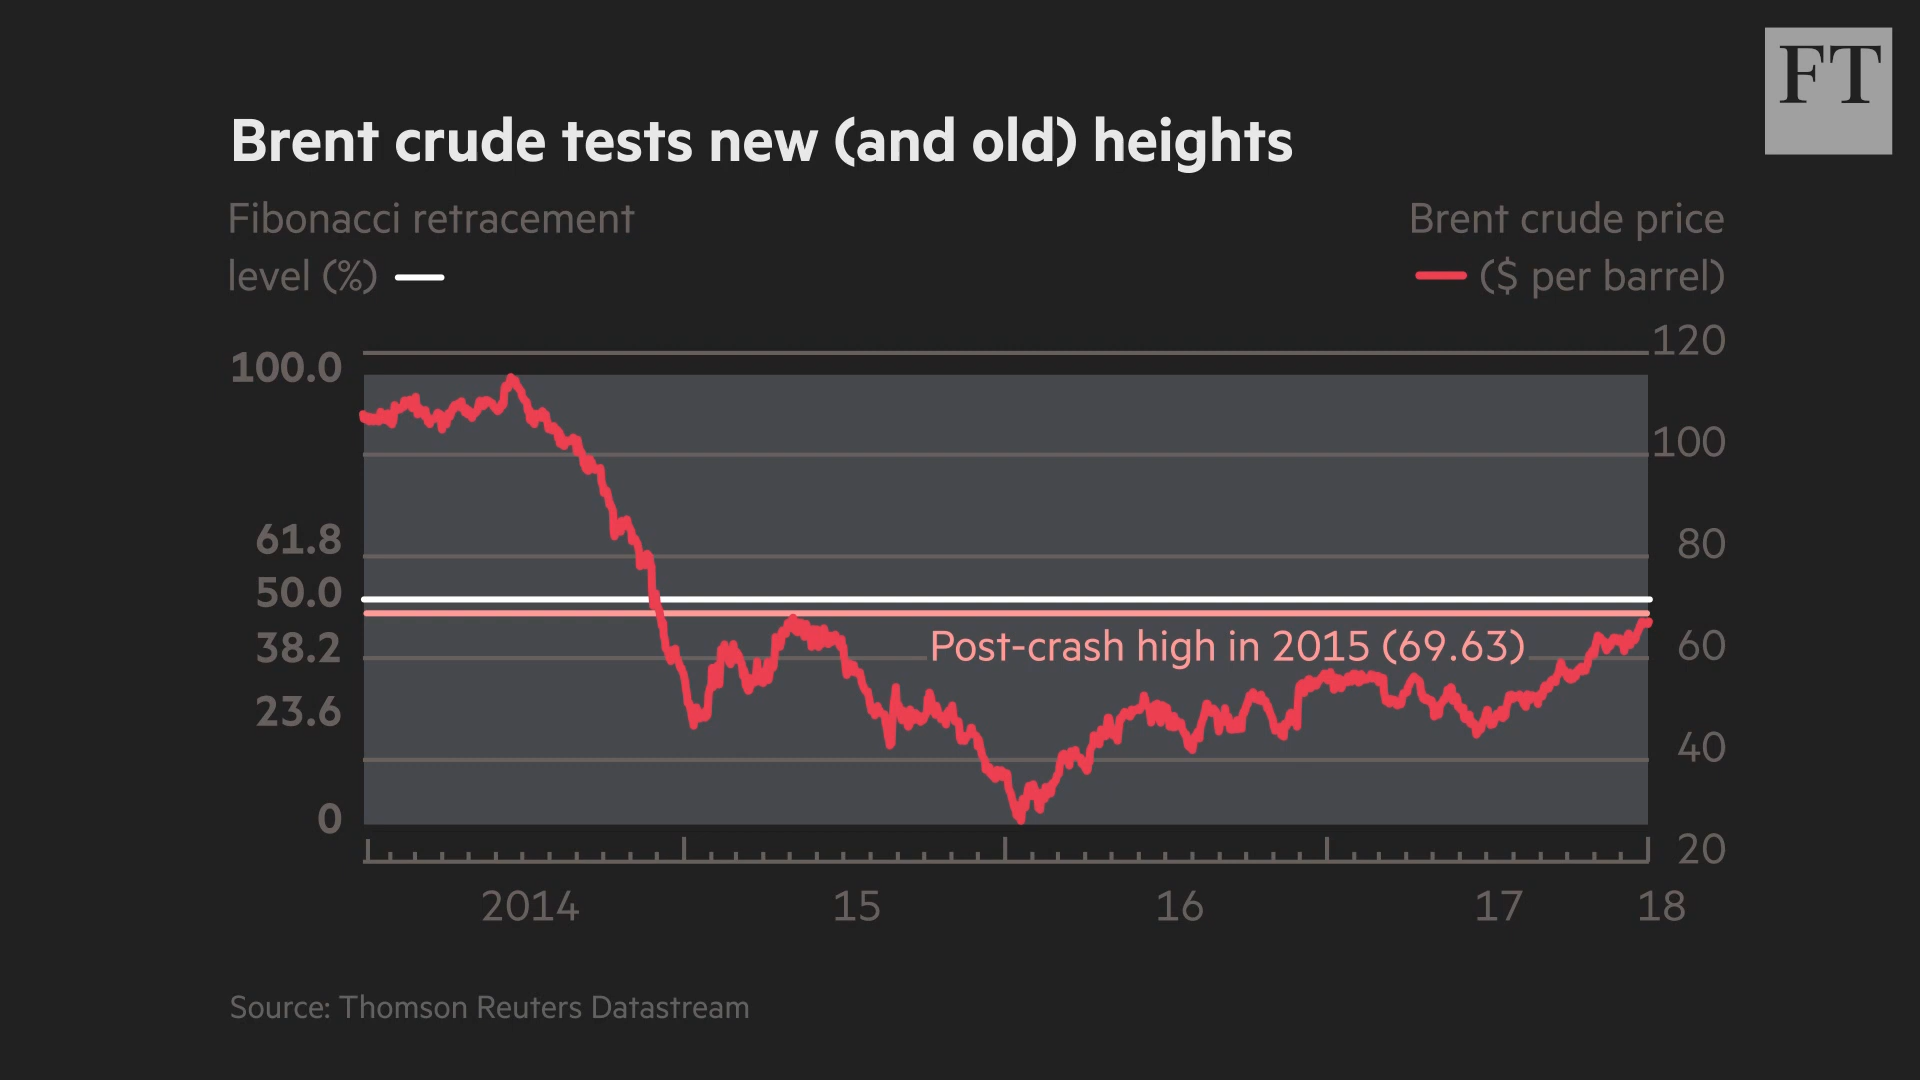 FT
Brent crude tests new (and old) heights
Fibonacci retracement
level (%)
Brent crude price
($ per barrel)
100.0
61.8
50.0
38.2
23.6
0
120
100
80
60
40
20
Post-crash high in 2015 (69.63)
2014 15 16 17 18
Source: Thomson Reuters Datastream